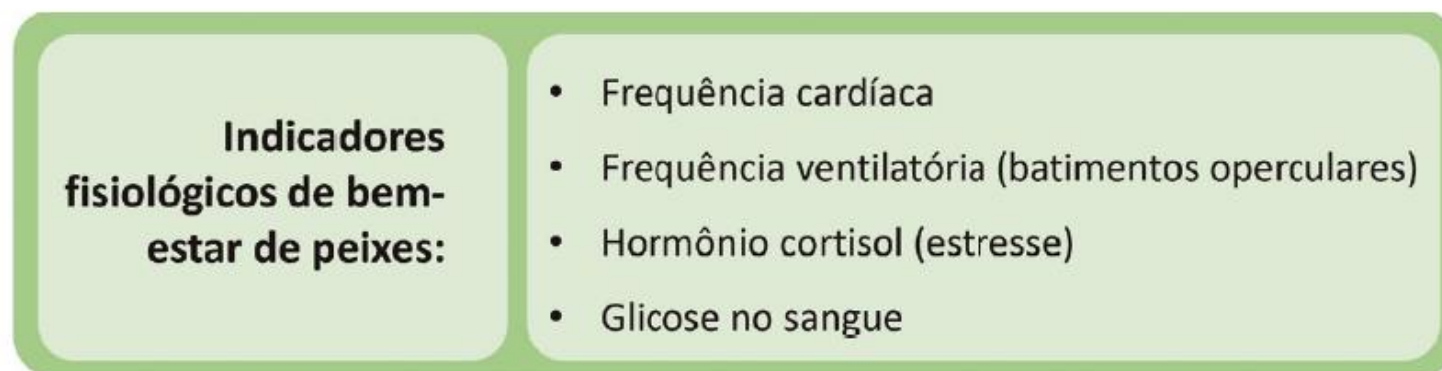 Indicadores
fisiológicos de bem-
estar de peixes:
• Frequência cardíaca
• Frequência ventilatória (batimentos operculares)
• Hormônio cortisol (estresse)
• Glicose no sangue